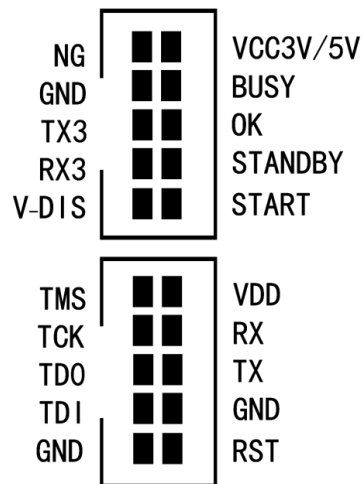 NG VCC3V/5V
GND BUSY
TX3 OK
RX3 STANDBY
V-DIS START
TMS VDD
TCK RX
TDO TX
TDI GND
GND RST